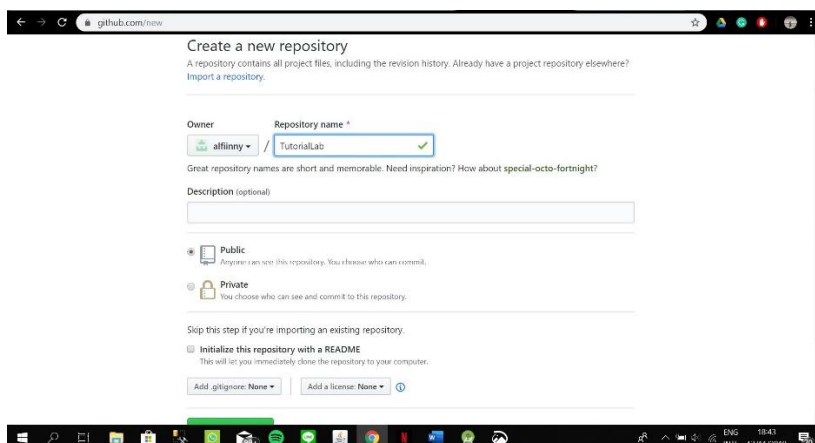 github.com/new
Create a new repository
A repository contains all project files, including the revision history. Already have a project repository elsewhere?
Import a repository.
Owner
Repository name *
alfiinny
/
TutorialLab
Great repository names are short and memorable. Need inspiration? How about special-octo-fortnight?
Description (optional)
Public
Anyone can see this repository. You choose who can commit.
Private
You choose who can see and commit to this repository.
Skip this step if you're importing an existing repository.
Initialize this repository with a README
This will let you immediately clone the repository to your computer.
Add .gitignore: None
Add a license: None
ENG
18:43